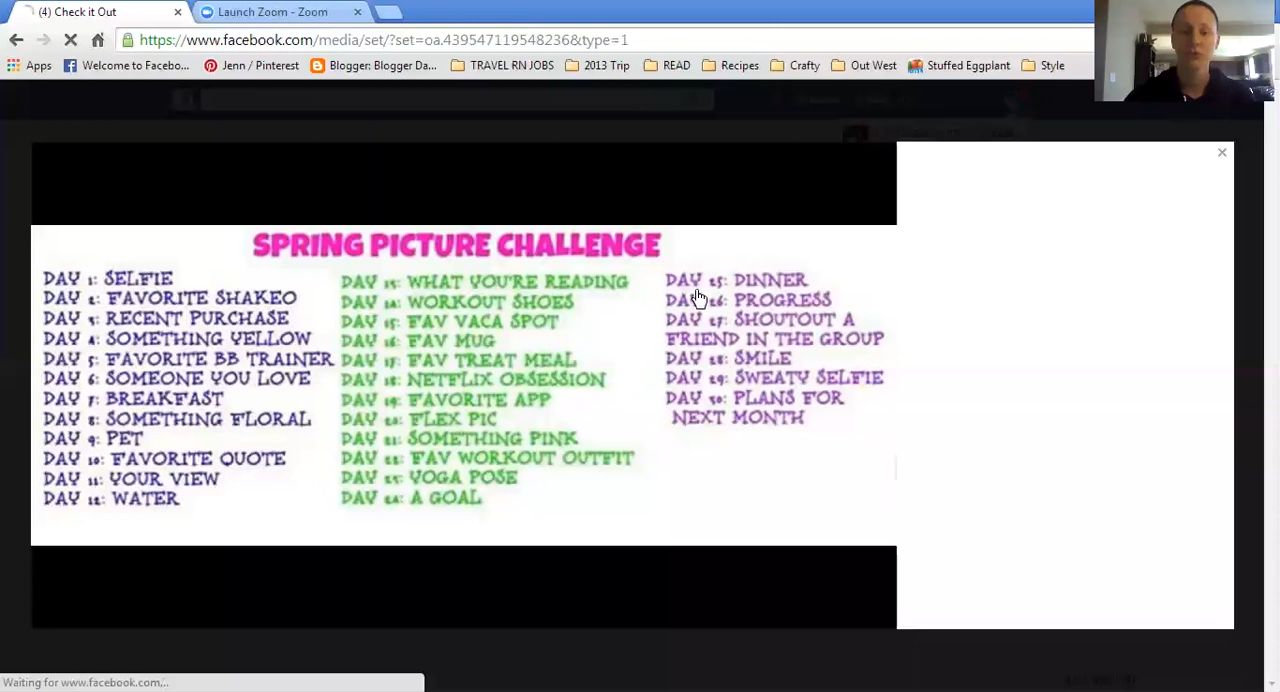 (4) Check it Out
Launch Zoom - Zoom
https://www.facebook.com/media/set/?set=oa.439547119548236&type=1
Apps Welcome to Facebo... Jenn / Pinterest Blogger: Blogger Da... TRAVEL RN JOBS 2013 Trip READ Recipes Crafty Out West Stuffed Eggplant Style
SPRING PICTURE CHALLENGE
DAY 1: SELFIE
DAY 2: FAVORITE SHAKEO
DAY 3: RECENT PURCHASE
DAY 4: SOMETHING YELLOW
DAY 5: FAVORITE BB TRAINER
DAY 6: SOMEONE YOU LOVE
DAY 7: BREAKFAST
DAY 8: SOMETHING FLORAL
DAY 9: PET
DAY 10: FAVORITE QUOTE
DAY 11: YOUR VIEW
DAY 12: WATER
DAY 13: WHAT YOU'RE READING
DAY 14: WORKOUT SHOES
DAY 15: FAV VACA SPOT
DAY 16: FAV MUG
DAY 17: FAV TREAT MEAL
DAY 18: NETFLIX OBSESSION
DAY 19: FAVORITE APP
DAY 20: FLEX PIC
DAY 21: SOMETHING PINK
DAY 22: FAV WORKOUT OUTFIT
DAY 23: YOGA POSE
DAY 24: A GOAL
DAY 25: DINNER
DAY 26: PROGRESS
DAY 27: SHOUTOUT A
FRIEND IN THE GROUP
DAY 28: SMILE
DAY 29: SWEATY SELFIE
DAY 30: PLANS FOR
NEXT MONTH
Waiting for www.facebook.com...